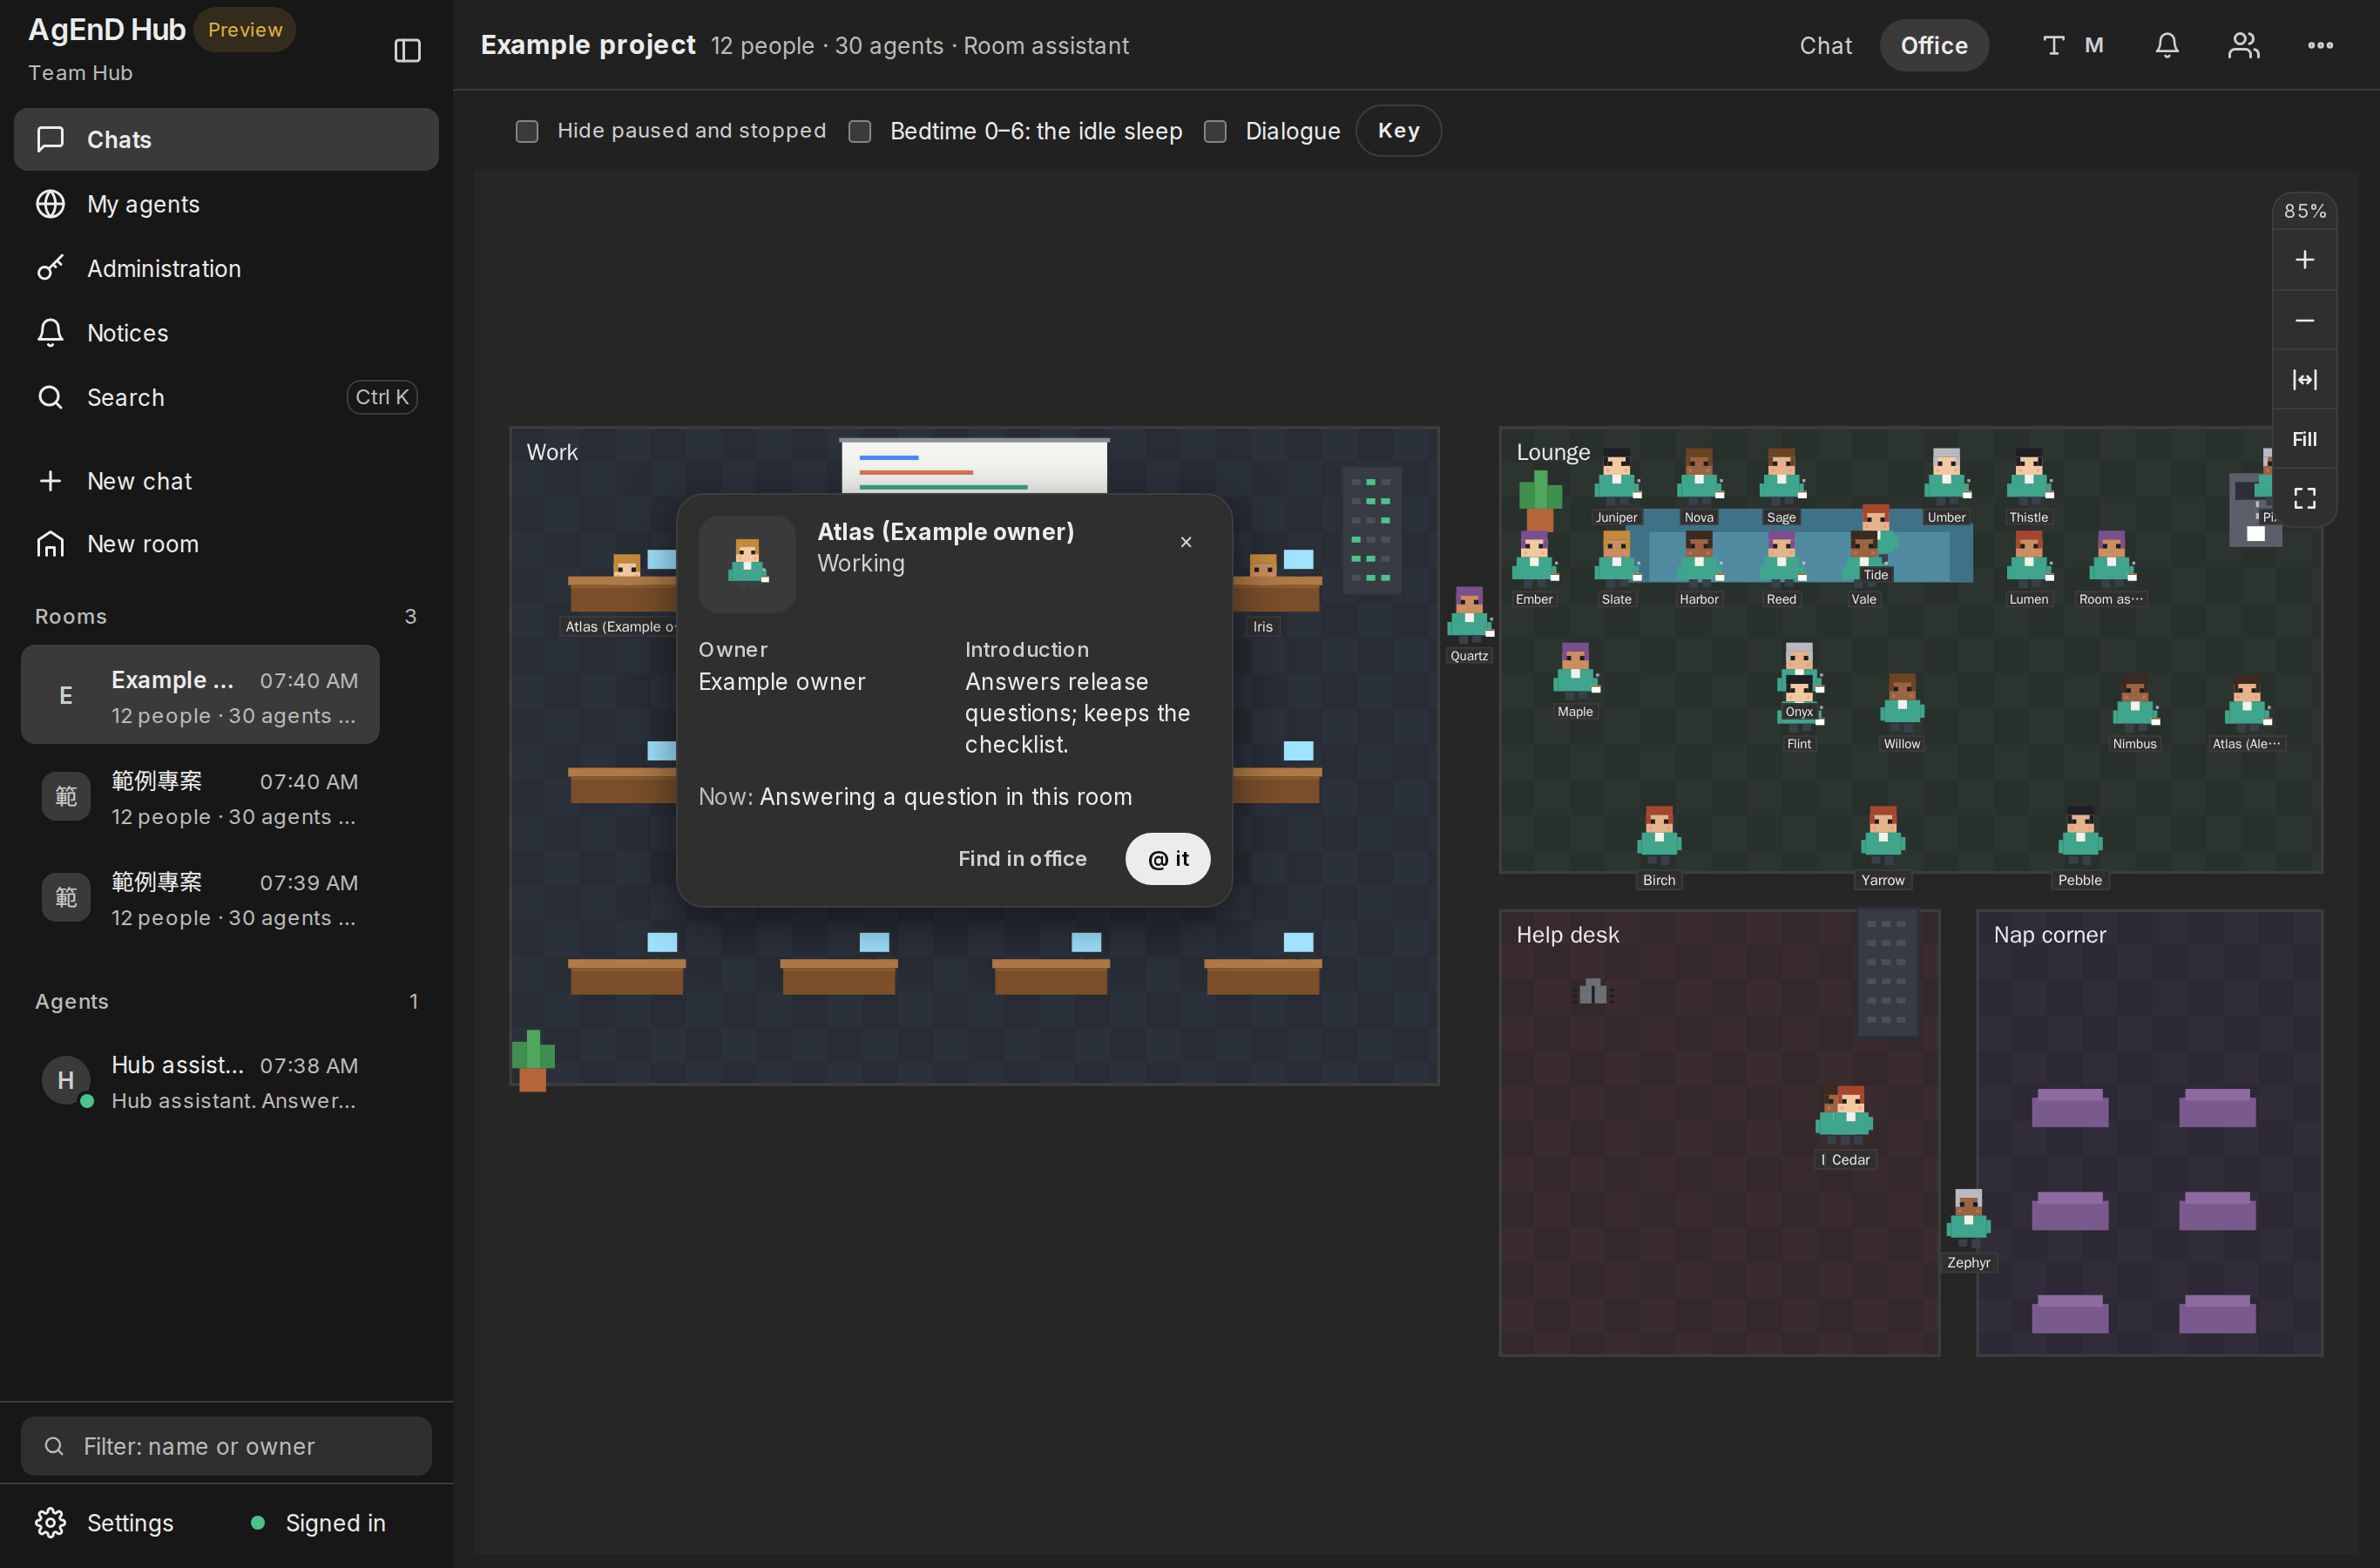 AgEnD Hub Preview
Team Hub
Chats
My agents
Administration
Notices
Search Ctrl K
New chat
New room
Rooms 3
E Example ... 07:40 AM
12 people · 30 agents ...
範 範例專案 07:40 AM
12 people · 30 agents ...
範 範例專案 07:39 AM
12 people · 30 agents ...
Agents 1
H Hub assist... 07:38 AM
Hub assistant. Answer...
Filter: name or owner
Settings Signed in
Example project 12 people · 30 agents · Room assistant
Chat Office M
Hide paused and stopped Bedtime 0–6: the idle sleep Dialogue Key
85%
Fill
Work
Atlas (Example o
Iris
Atlas (Example owner)
Working
Owner
Example owner
Introduction
Answers release
questions; keeps the
checklist.
Now: Answering a question in this room
Find in office @ it
Quartz
Lounge
Juniper Nova Sage Umber Thistle
Tide
Ember Slate Harbor Reed Vale Lumen Room as...
Maple Onyx
Flint Willow Nimbus Atlas (Ale...
Birch Yarrow Pebble
Help desk
Cedar
Zephyr
Nap corner